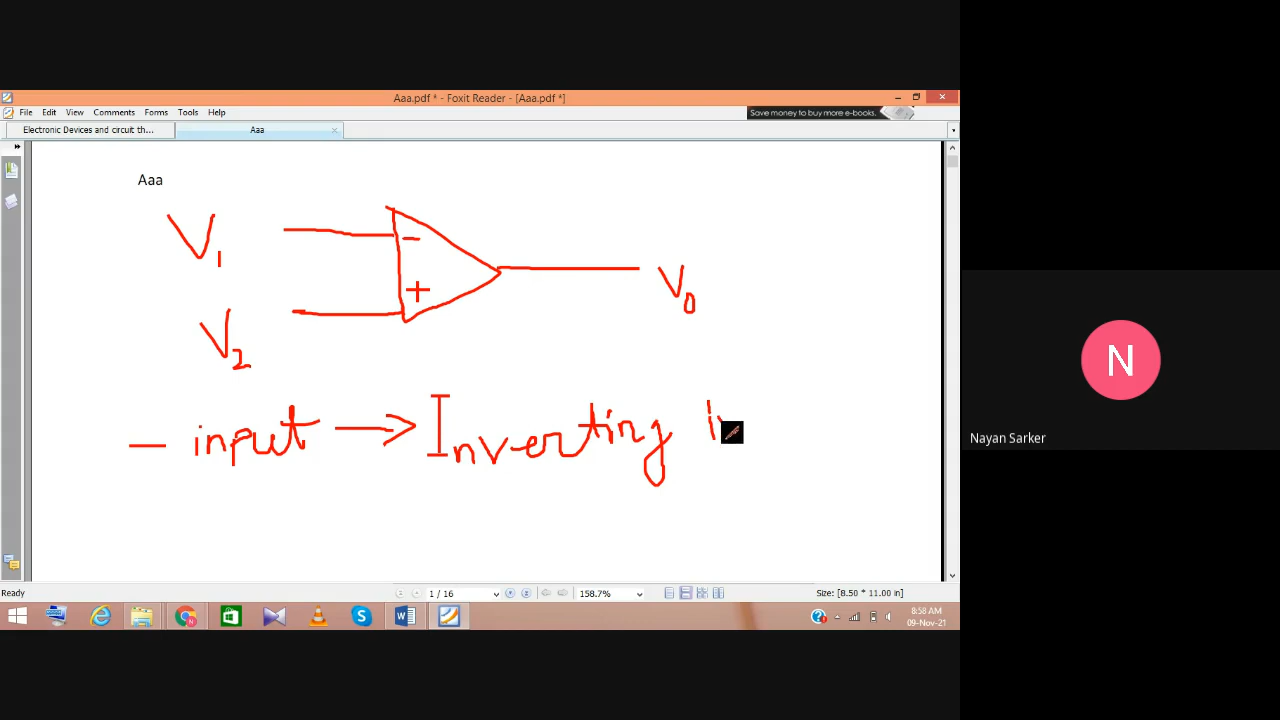 Aaa.pdf * - Foxit Reader - [Aaa.pdf *]
File Edit View Comments Forms Tools Help
Save money to buy more e-books.
Electronic Devices and circuit th...
Aaa
Aaa
V1
-
+
V0
V2
- input → Inverting
N
Nayan Sarker
Ready
1 / 16
158.7%
Size: [8.50 * 11.00 in]
8:58 AM
09-Nov-21